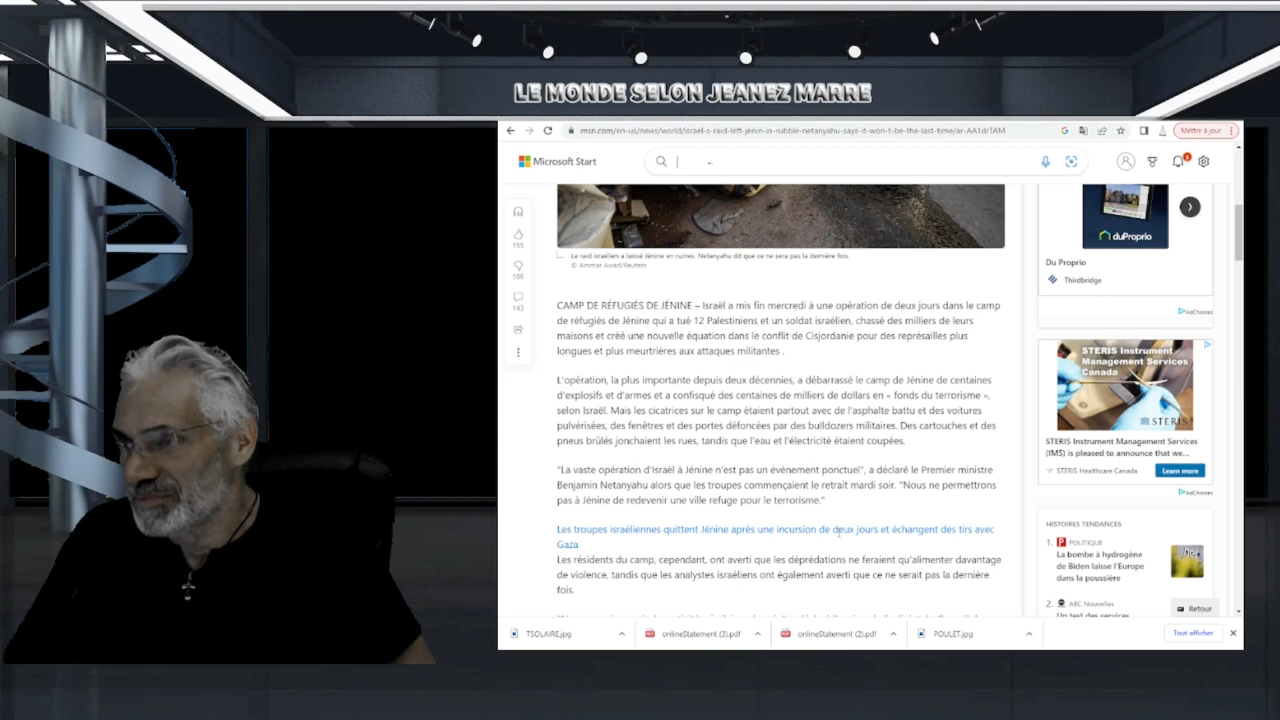 LE MONDE SELON JEANEZ MARRE
msn.com/en-us/news/world/israel-s-raid-left-jenin-in-rubble-netanyahu-says-it-won-t-be-the-last-time/ar-AA1drTAM
Mettre à jour
Microsoft Start
155
188
143
Le raid israélien a laissé Jénine en ruines. Netanyahu dit que ce ne sera pas la dernière fois.
© Ammar Awad/Reuters
CAMP DE RÉFUGIÉS DE JÉNINE – Israël a mis fin mercredi à une opération de deux jours dans le camp
de réfugiés de Jénine qui a tué 12 Palestiniens et un soldat israélien, chassé des milliers de leurs
maisons et créé une nouvelle équation dans le conflit de Cisjordanie pour des représailles plus
longues et plus meurtrières aux attaques militantes .
L'opération, la plus importante depuis deux décennies, a débarrassé le camp de Jénine de centaines
d'explosifs et d'armes et a confisqué des centaines de milliers de dollars en « fonds du terrorisme »,
selon Israël. Mais les cicatrices sur le camp étaient partout avec de l'asphalte battu et des voitures
pulvérisées, des fenêtres et des portes défoncées par des bulldozers militaires. Des cartouches et des
pneus brûlés jonchaient les rues, tandis que l'eau et l'électricité étaient coupées.
"La vaste opération d'Israël à Jénine n'est pas un événement ponctuel", a déclaré le Premier ministre
Benjamin Netanyahu alors que les troupes commençaient le retrait mardi soir. "Nous ne permettrons
pas à Jénine de redevenir une ville refuge pour le terrorisme."
Les troupes israéliennes quittent Jénine après une incursion de deux jours et échangent des tirs avec
Gaza
Les résidents du camp, cependant, ont averti que les déprédations ne feraient qu'alimenter davantage
de violence, tandis que les analystes israéliens ont également averti que ce ne serait pas la dernière
fois.
duProprio
Du Proprio
Thirdbridge
AdChoices
STERIS Instrument
Management Services
Canada
STERIS
STERIS Instrument Management Services
(IMS) is pleased to announce that we...
STERIS Healthcare Canada
Learn more
AdChoices
HISTOIRES TENDANCES
1. POLITIQUE
La bombe à hydrogène
de Biden laisse l'Europe
dans la poussière
2. ABC Nouvelles
Un test des services
Retour
TSOLAIRE.jpg
onlineStatement (3).pdf
onlineStatement (2).pdf
POULET.jpg
Tout afficher